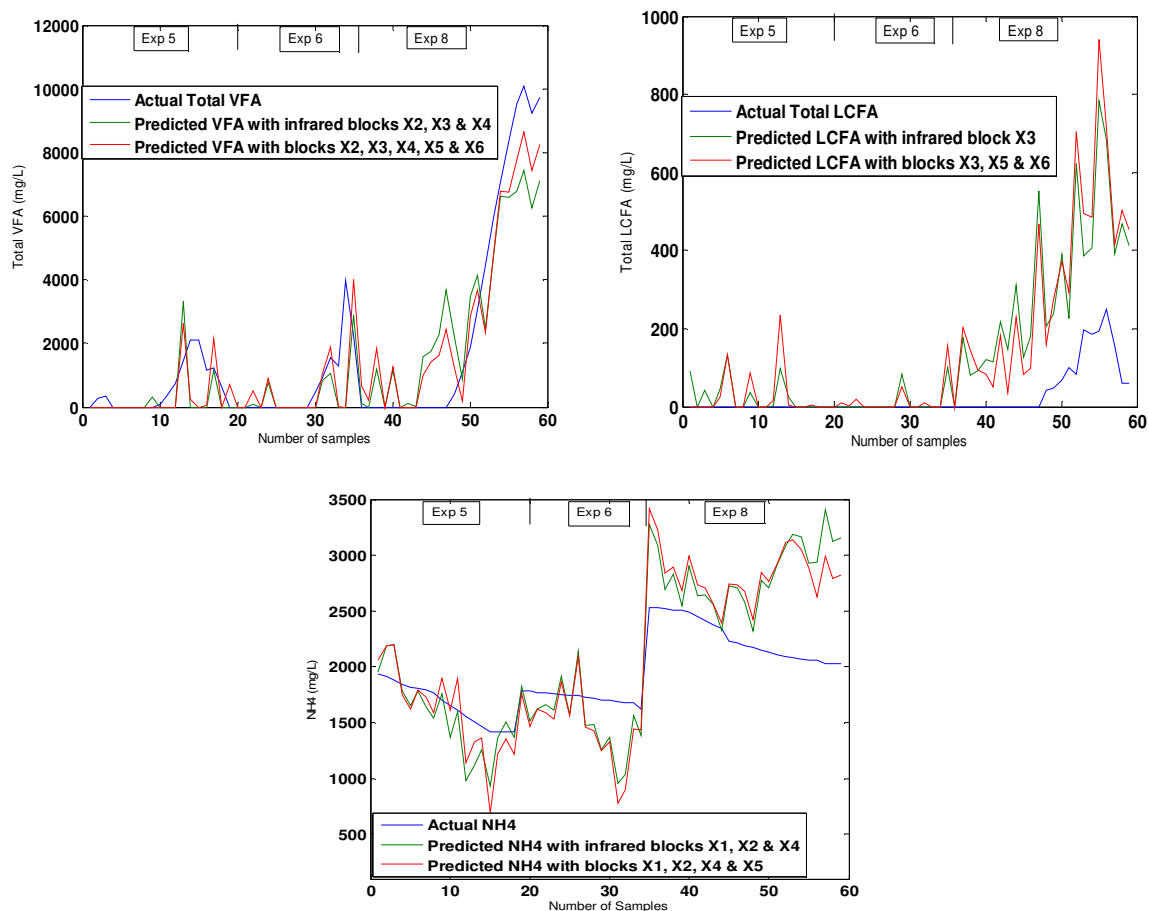 12000
10000
8000
6000
4000
2000
0
Total VFA (mg/L)
Exp 5
Exp 6
Exp 8
Actual Total VFA
Predicted VFA with infrared blocks X2, X3 & X4
Predicted VFA with blocks X2, X3, X4, X5 & X6
0 10 20 30 40 50 60
Number of samples
1000
800
600
400
200
0
Total LCFA (mg/L)
Exp 5
Exp 6
Exp 8
Actual Total LCFA
Predicted LCFA with infrared block X3
Predicted LCFA with blocks X3, X5 & X6
0 10 20 30 40 50 60
Number of samples
3500
3000
2500
2000
1500
1000
500
NH4 (mg/L)
Exp 5
Exp 6
Exp 8
Actual NH4
Predicted NH4 with infrared blocks X1, X2 & X4
Predicted NH4 with blocks X1, X2, X4 & X5
0 10 20 30 40 50 60
Number of Samples